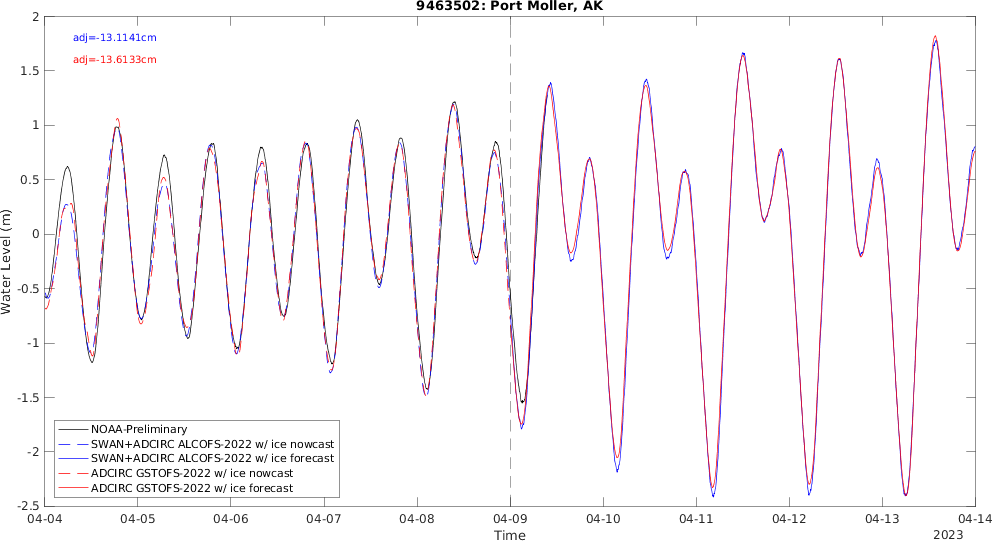 9463502: Port Moller, AK
adj=-13.1141cm
adj=-13.6133cm
Water Level (m)
2
1.5
1
0.5
0
-0.5
-1
-1.5
-2
-2.5
NOAA-Preliminary
SWAN+ADCIRC ALCOFS-2022 w/ ice nowcast
SWAN+ADCIRC ALCOFS-2022 w/ ice forecast
ADCIRC GSTOFS-2022 w/ ice nowcast
ADCIRC GSTOFS-2022 w/ ice forecast
04-04 04-05 04-06 04-07 04-08 04-09 04-10 04-11 04-12 04-13 04-14
Time
2023